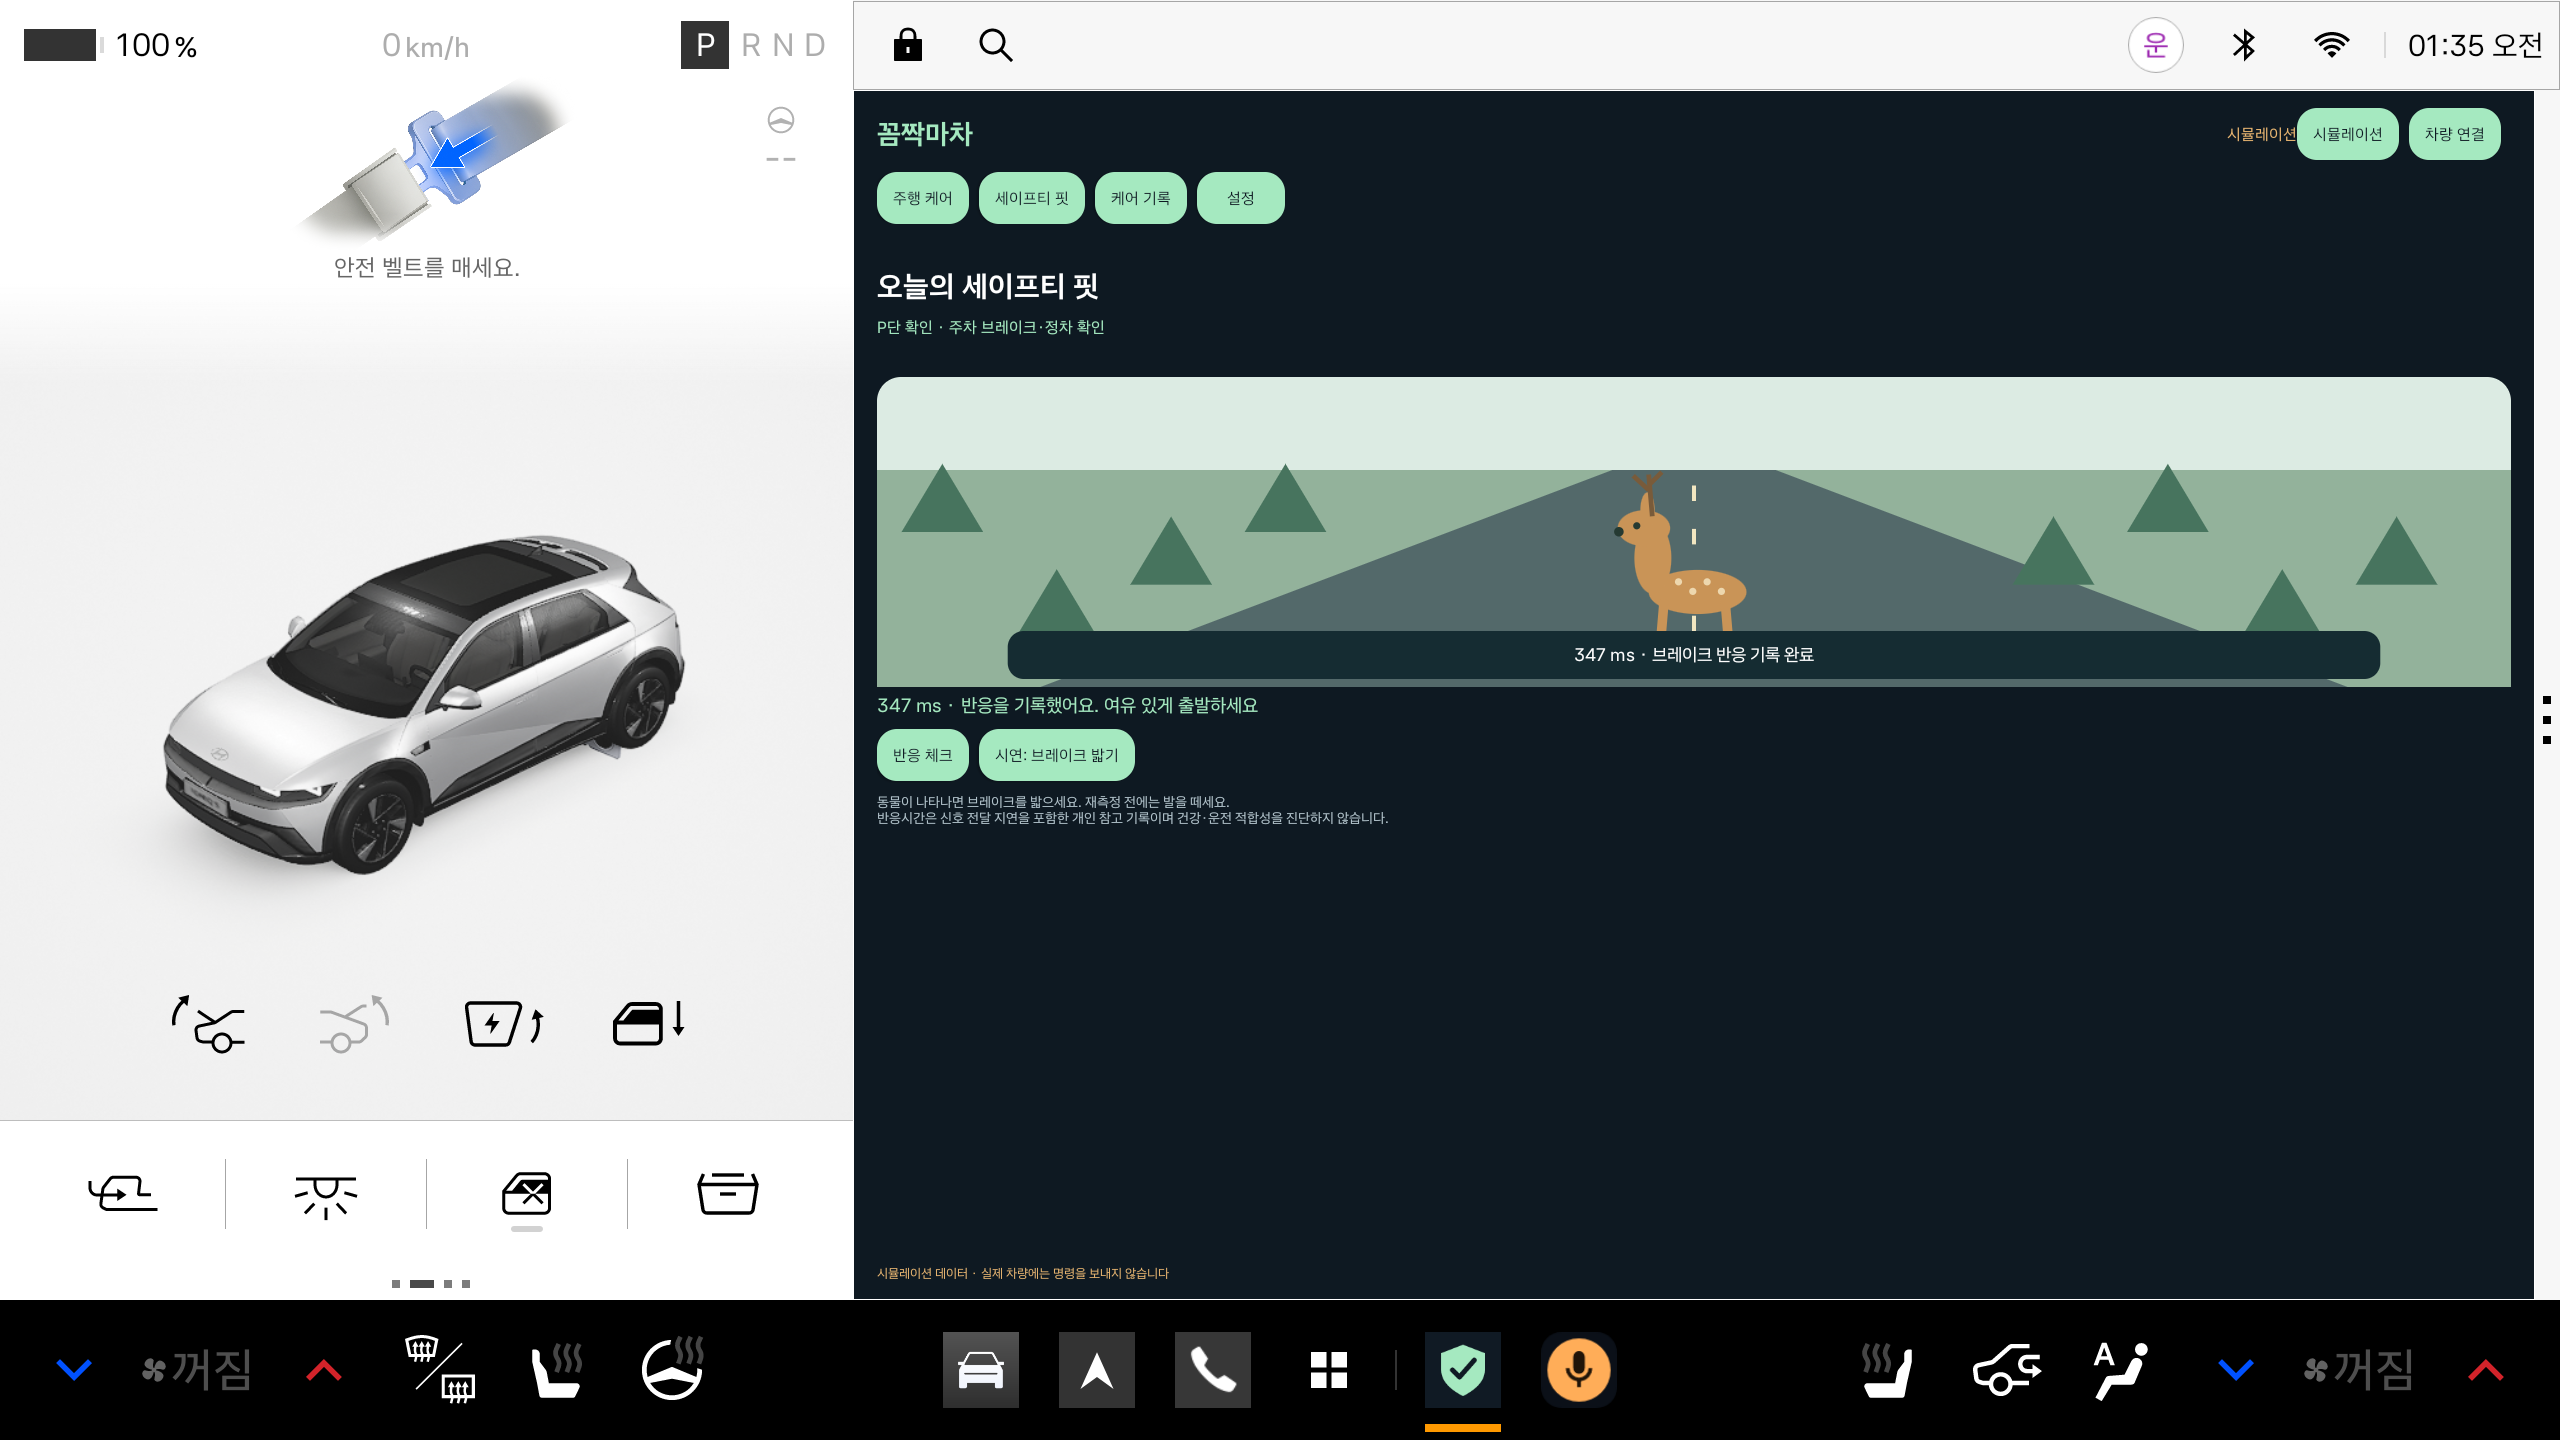 100%
0 km/h
P R N D
운
01:35 오전
안전 벨트를 매세요.
꼼짝마차
시뮬레이션
시뮬레이션
차량 연결
주행 케어
세이프티 핏
케어 기록
설정
오늘의 세이프티 핏
P단 확인 · 주차 브레이크·정차 확인
347 ms · 브레이크 반응 기록 완료
347 ms · 반응을 기록했어요. 여유 있게 출발하세요
반응 체크
시연: 브레이크 밟기
동물이 나타나면 브레이크를 밟으세요. 재측정 전에는 발을 떼세요.
반응시간은 신호 전달 지연을 포함한 개인 참고 기록이며 건강·운전 적합성을 진단하지 않습니다.
시뮬레이션 데이터 · 실제 차량에는 명령을 보내지 않습니다
꺼짐
A
꺼짐